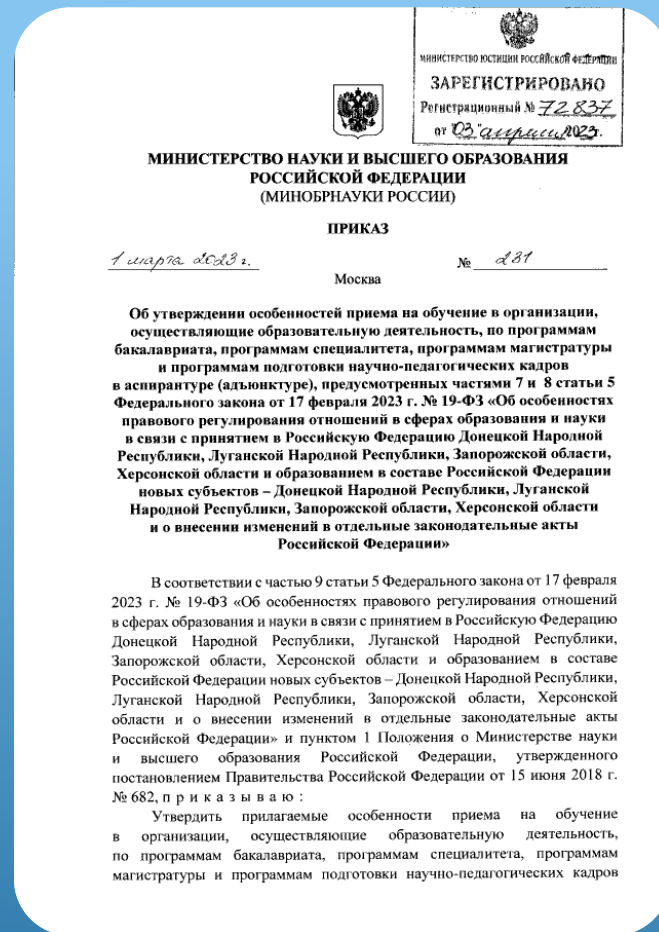 МИНИСТЕРСТВО ЮСТИЦИИ РОССИЙСКОЙ ФЕДЕРАЦИИ
ЗАРЕГИСТРИРОВАНО
Регистрационный № 72837
от "03" апреля 2023г.
МИНИСТЕРСТВО НАУКИ И ВЫСШЕГО ОБРАЗОВАНИЯ
РОССИЙСКОЙ ФЕДЕРАЦИИ
(МИНОБРНАУКИ РОССИИ)
ПРИКАЗ
1 марта 2023 г. № 231
Москва
Об утверждении особенностей приема на обучение в организации,
осуществляющие образовательную деятельность, по программам
бакалавриата, программам специалитета, программам магистратуры
и программам подготовки научно-педагогических кадров
в аспирантуре (адъюнктуре), предусмотренных частями 7 и 8 статьи 5
Федерального закона от 17 февраля 2023 г. № 19-ФЗ «Об особенностях
правового регулирования отношений в сферах образования и науки
в связи с принятием в Российскую Федерацию Донецкой Народной
Республики, Луганской Народной Республики, Запорожской области,
Херсонской области и образованием в составе Российской Федерации
новых субъектов – Донецкой Народной Республики, Луганской
Народной Республики, Запорожской области, Херсонской области
и о внесении изменений в отдельные законодательные акты
Российской Федерации»
В соответствии с частью 9 статьи 5 Федерального закона от 17 февраля
2023 г. № 19-ФЗ «Об особенностях правового регулирования отношений
в сферах образования и науки в связи с принятием в Российскую Федерацию
Донецкой Народной Республики, Луганской Народной Республики,
Запорожской области, Херсонской области и образованием в составе
Российской Федерации новых субъектов – Донецкой Народной Республики,
Луганской Народной Республики, Запорожской области, Херсонской
области и о внесении изменений в отдельные законодательные акты
Российской Федерации» и пунктом 1 Положения о Министерстве науки
и высшего образования Российской Федерации, утвержденного
постановлением Правительства Российской Федерации от 15 июня 2018 г.
№ 682, п р и к а з ы в а ю :
Утвердить прилагаемые особенности приема на обучение
в организации, осуществляющие образовательную деятельность,
по программам бакалавриата, программам специалитета, программам
магистратуры и программам подготовки научно-педагогических кадров